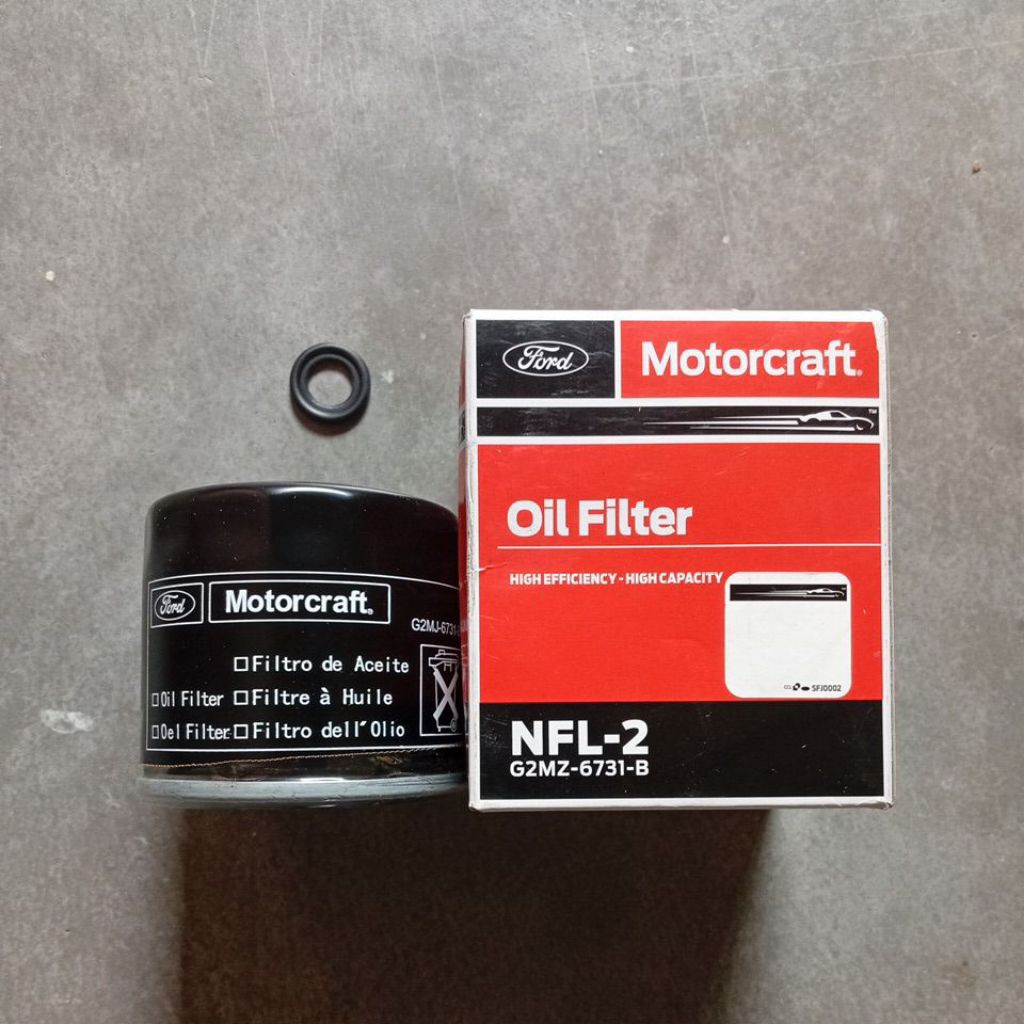 Ford
Motorcraft®
G2MJ-6731-
□Filtro de Aceite
□Oil Filter □Filtre à Huile
□Oel Filter □Filtro dell'Olio
Ford
Motorcraft®
TM
Oil Filter
HIGH EFFICIENCY - HIGH CAPACITY
SFJ0002
NFL-2
G2MZ-6731-B